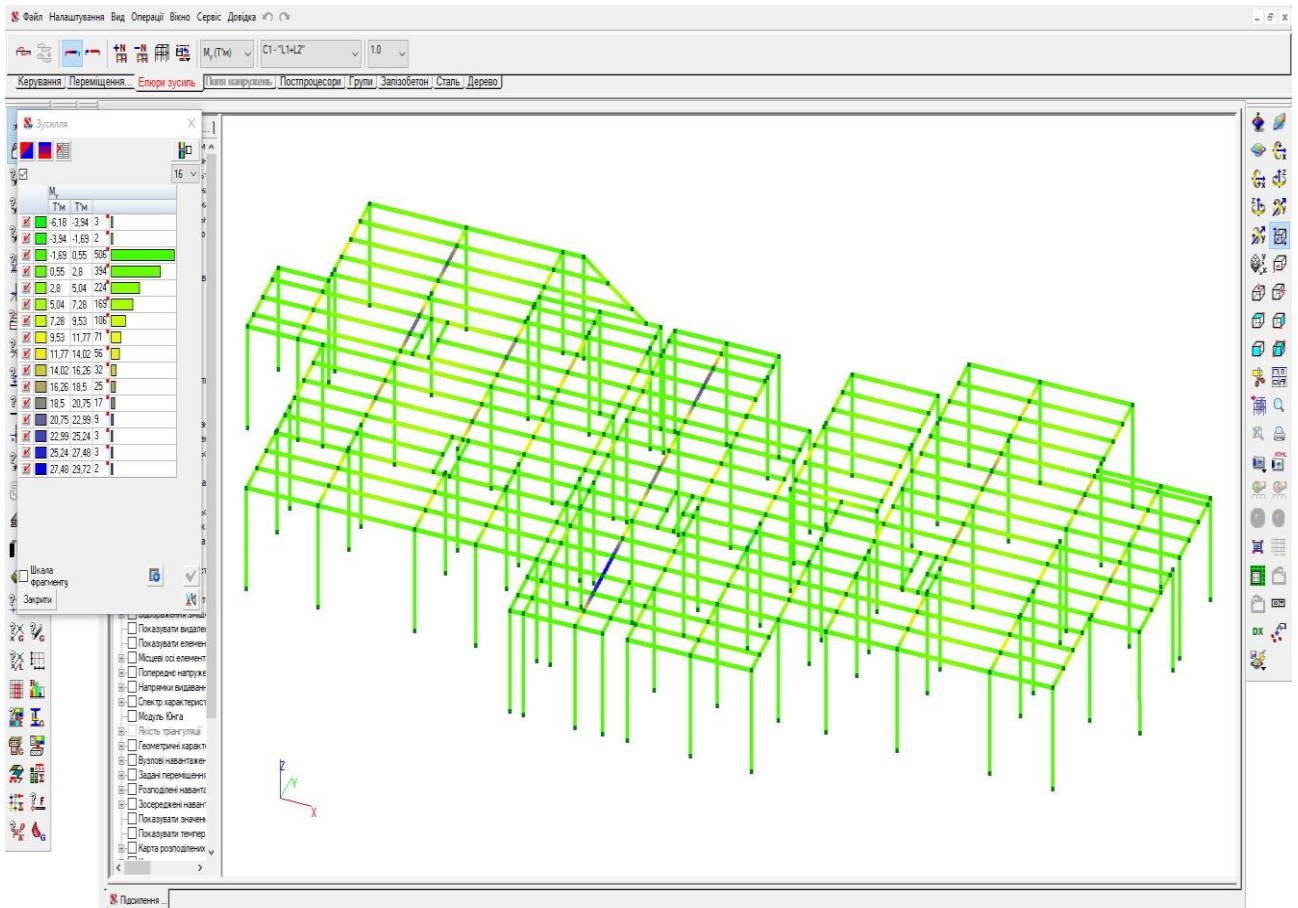 Файл Налаштування Вид Операції Вікно Сервіс Довідка
M, (Т*м) C1 - "L1+L2" 1.0
Керування Переміщення... Епюри зусиль Поля напружень Постпроцесори Групи Залізобетон Сталь Дерево
Зусилля
16
My
Т*м Т*м
-6,18 -3,94 3
-3,94 -1,69 2
-1,69 0,55 506
0,55 2,8 394
2,8 5,04 224
5,04 7,28 169
7,28 9,53 106
9,53 11,77 71
11,77 14,02 56
14,02 16,26 32
16,26 18,5 25
18,5 20,75 17
20,75 22,99 9
22,99 25,24 3
25,24 27,48 3
27,48 29,72 2
Шкала
фрагменту
Закрити
Показувати видале
Показувати елемен
Місцеві осі елемент
Попереднє напруже
Напрямки видаванн
Спектр характерист
Модуль Юнга
Якість тріангуляції
Геометричні характ
Вузлові навантажен
Задані переміщення
Розподілені наванта
Зосереджені навант
Показувати значенн
Показувати темпер
Карта розподілених
Z
Y
X
HTML
DX
Підсилення ...